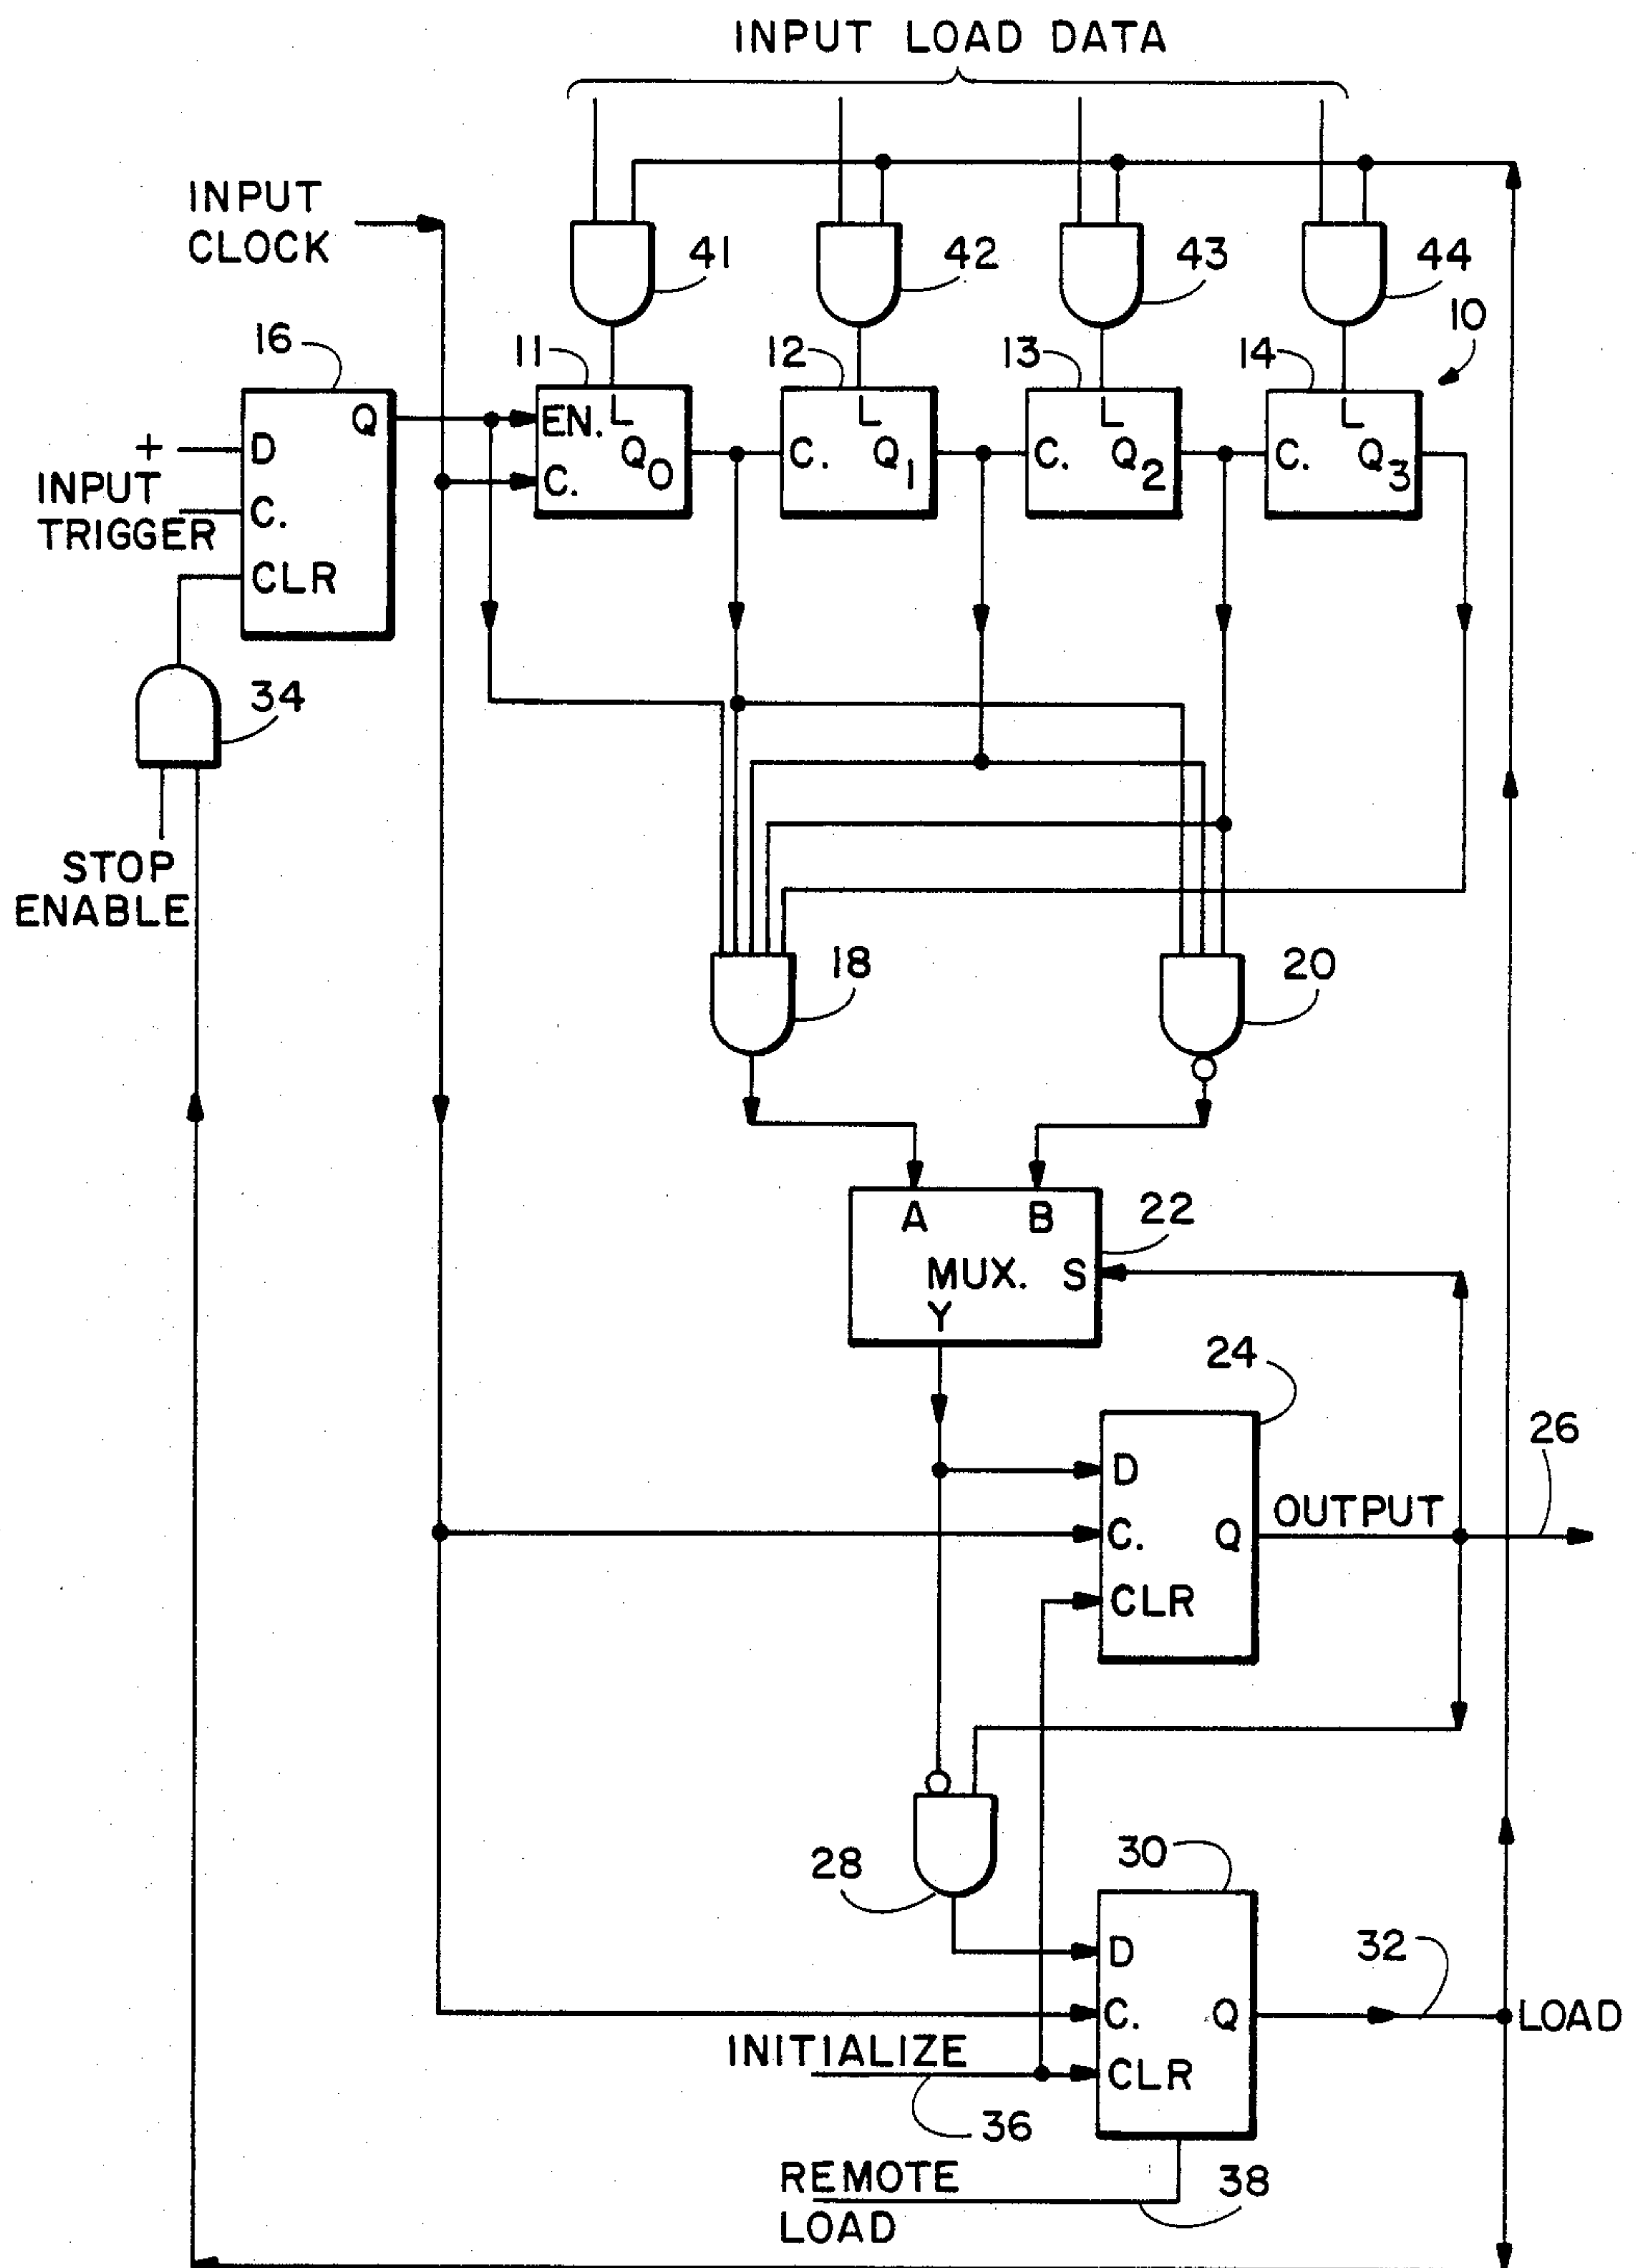 INPUT LOAD DATA
INPUT
CLOCK
41
42
43
44
10
16
11
12
13
14
Q
D
+
INPUT
TRIGGER
C.
CLR
EN.
L
Q0
C.
L
C.
Q1
L
C.
Q2
L
C.
Q3
34
STOP
ENABLE
18
20
A
B
22
MUX.
S
Y
24
D
C.
Q
CLR
OUTPUT
26
28
30
D
C.
Q
CLR
32
LOAD
INITIALIZE
36
REMOTE
LOAD
38